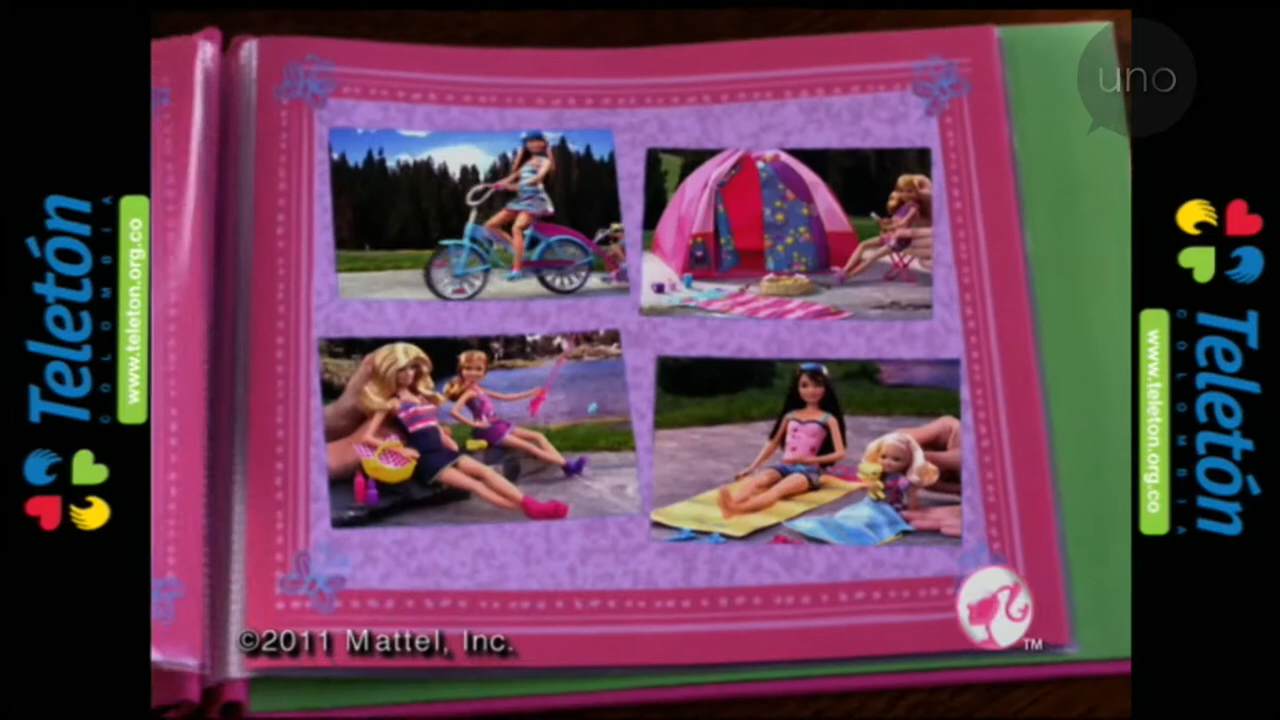 uno
Teletón
COLOMBIA
www.teleton.org.co
Teletón
COLOMBIA
www.teleton.org.co
©2011 Mattel, Inc.
TM